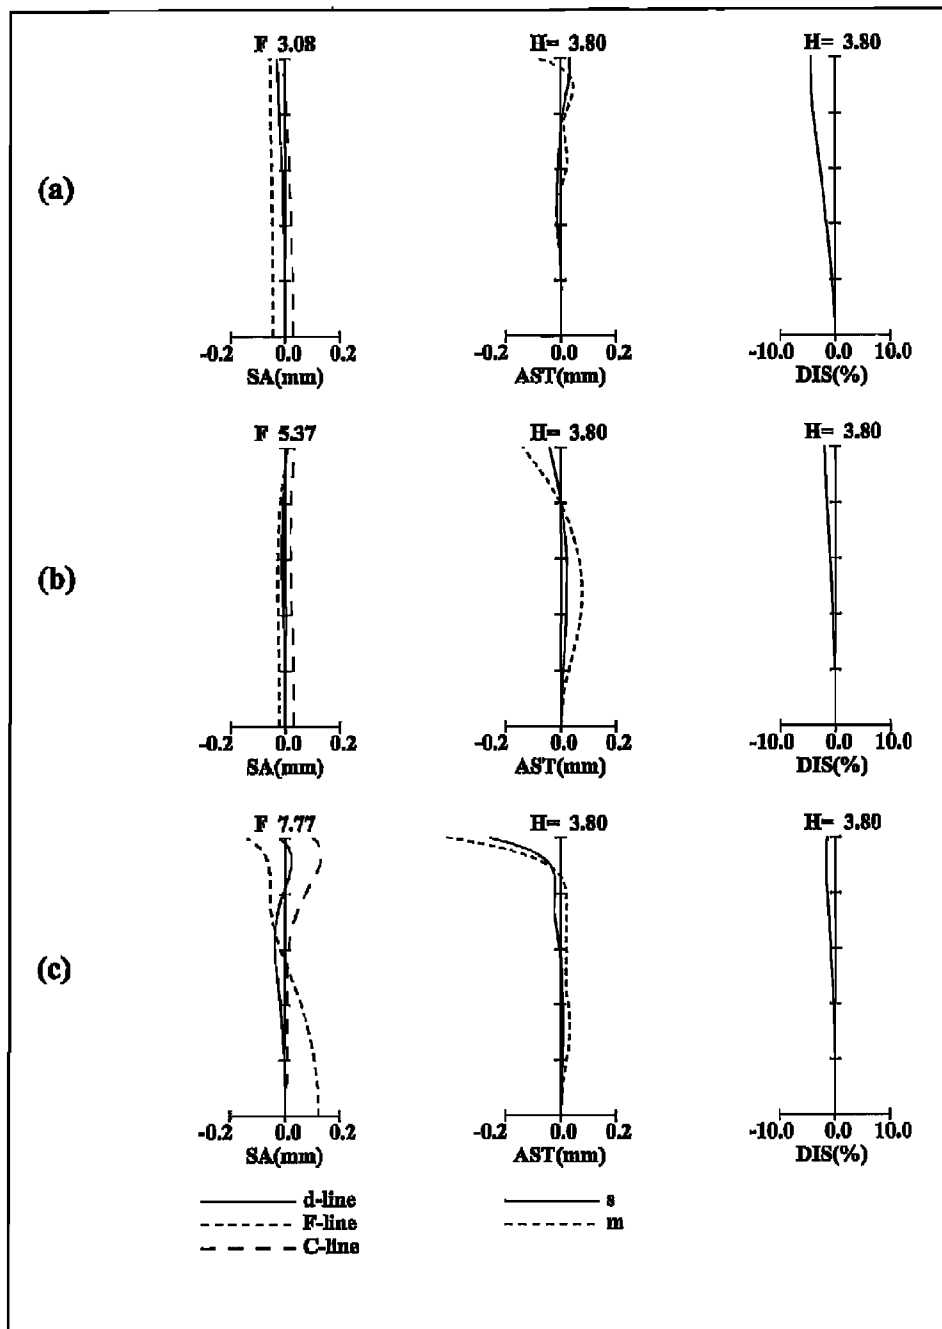 F 3.08 H= 3.80 H= 3.80
(a)
-0.2 0.0 0.2 -0.2 0.0 0.2 -10.0 0.0 10.0
SA(mm) AST(mm) DIS(%)
F 5.37 H= 3.80 H= 3.80
(b)
-0.2 0.0 0.2 -0.2 0.0 0.2 -10.0 0.0 10.0
SA(mm) AST(mm) DIS(%)
F 7.77 H= 3.80 H= 3.80
(c)
-0.2 0.0 0.2 -0.2 0.0 0.2 -10.0 0.0 10.0
SA(mm) AST(mm) DIS(%)
d-line s
F-line m
C-line